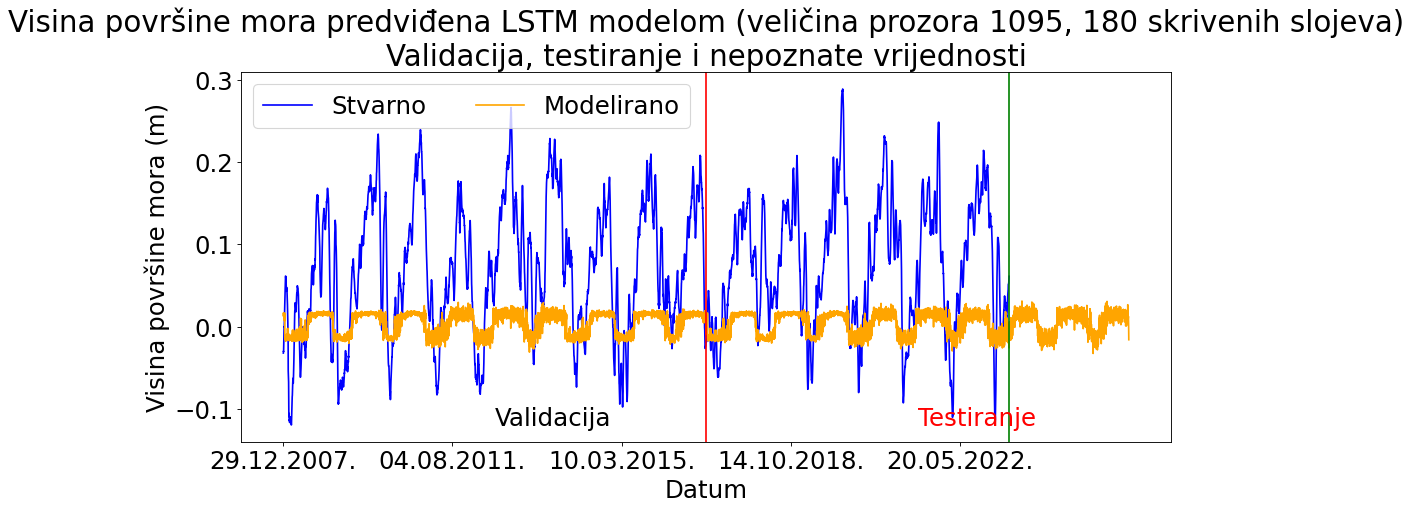 Visina površine mora predviđena LSTM modelom (veličina prozora 1095, 180 skrivenih slojeva)
Validacija, testiranje i nepoznate vrijednosti
Stvarno
Modelirano
Visina površine mora (m)
0.3
0.2
0.1
0.0
−0.1
Validacija
Testiranje
29.12.2007.
04.08.2011.
10.03.2015.
14.10.2018.
20.05.2022.
Datum